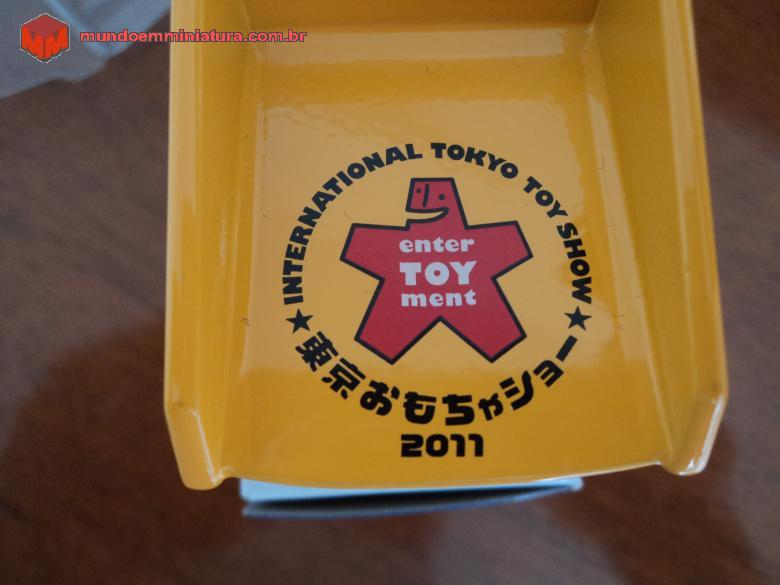 mundoemminiatura.com.br
INTERNATIONAL TOKYO TOY SHOW
enter
TOY
ment
★東京おもちゃショー★
2011